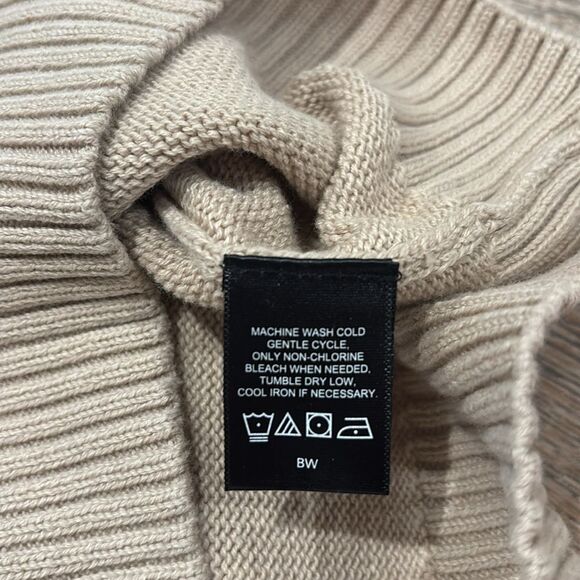 MACHINE WASH COLD
GENTLE CYCLE,
ONLY NON-CHLORINE
BLEACH WHEN NEEDED.
TUMBLE DRY LOW,
COOL IRON IF NECESSARY.
BW